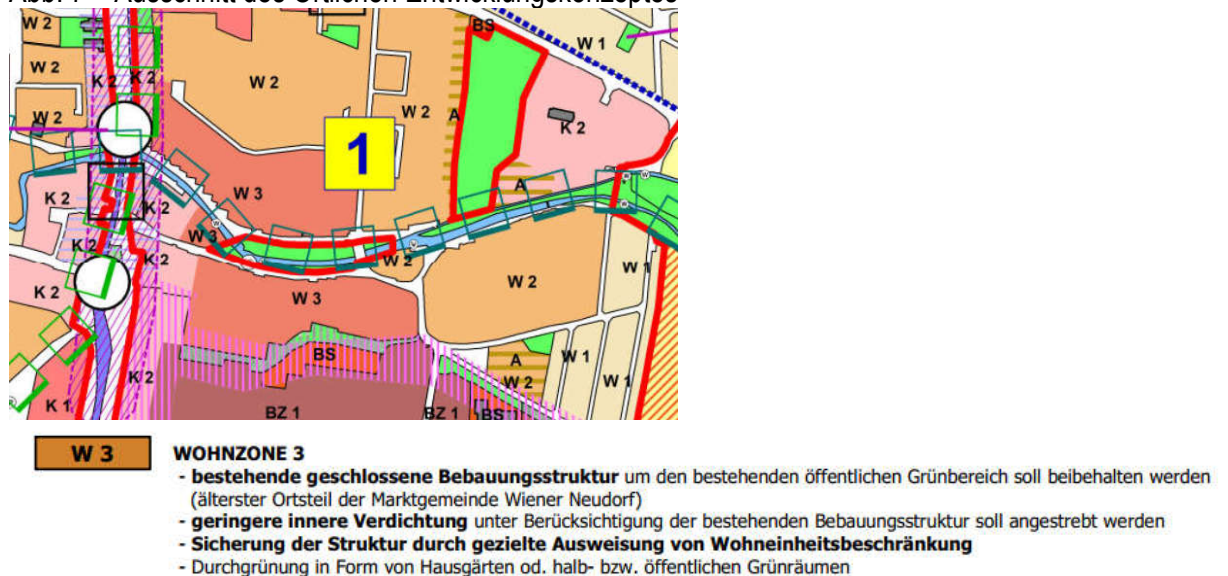 Abb. 1 Ausschnitt des Örtlichen Entwicklungskonzeptes
W 2
BS
W 1
W 2
K 2
K 2
W 2
W 2
A
W 2
1
K 2
A
K 2
K 2
W 3
W 3
K 2
K 2
W 2
W 1
W 2
K 2
W 3
BS
A
W 1
W 2
W 1
K 2
K 1
BZ 1
BZ 1
BS
W 3
WOHNZONE 3
- bestehende geschlossene Bebauungsstruktur um den bestehenden öffentlichen Grünbereich soll beibehalten werden
(älterster Ortsteil der Marktgemeinde Wiener Neudorf)
- geringere innere Verdichtung unter Berücksichtigung der bestehenden Bebauungsstruktur soll angestrebt werden
- Sicherung der Struktur durch gezielte Ausweisung von Wohneinheitsbeschränkung
- Durchgrünung in Form von Hausgärten od. halb- bzw. öffentlichen Grünräumen